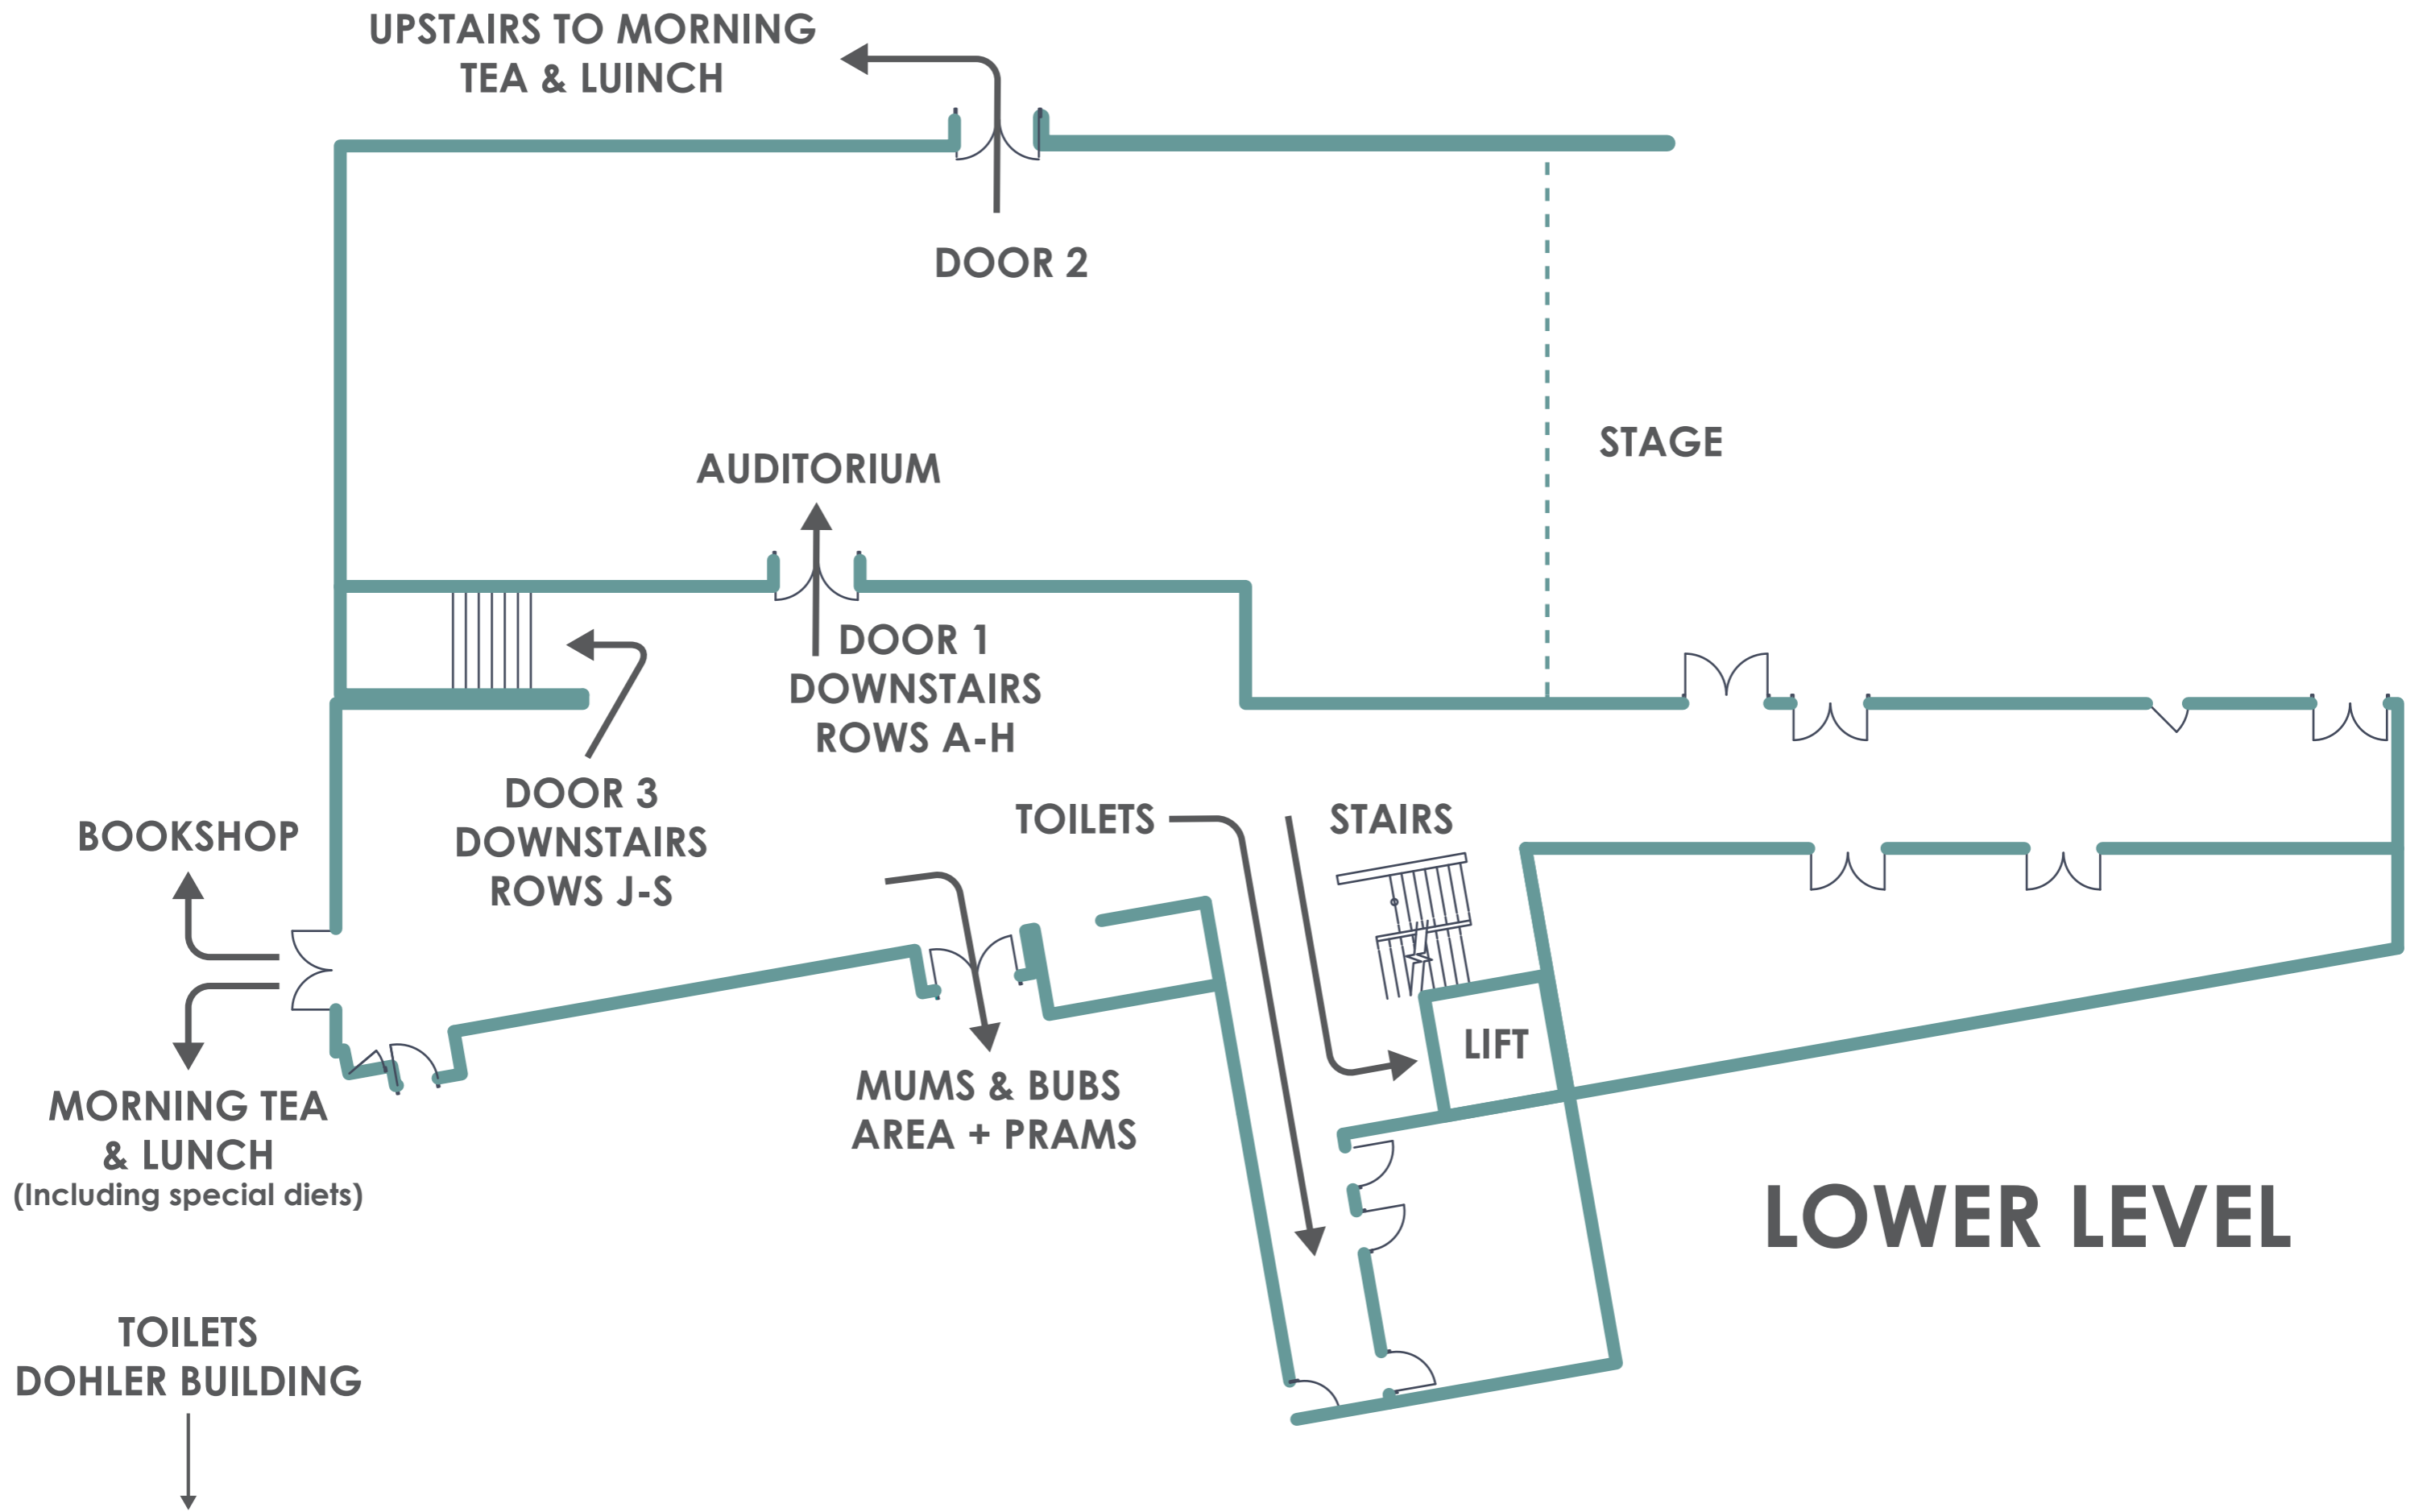 UPSTAIRS TO MORNING
TEA & LUINCH
DOOR 2
STAGE
AUDITORIUM
DOOR 1
DOWNSTAIRS
ROWS A-H
DOOR 3
DOWNSTAIRS
ROWS J-S
BOOKSHOP
TOILETS
STAIRS
LIFT
MUMS & BUBS
AREA + PRAMS
MORNING TEA
& LUNCH
(Including special diets)
LOWER LEVEL
TOILETS
DOHLER BUILDING